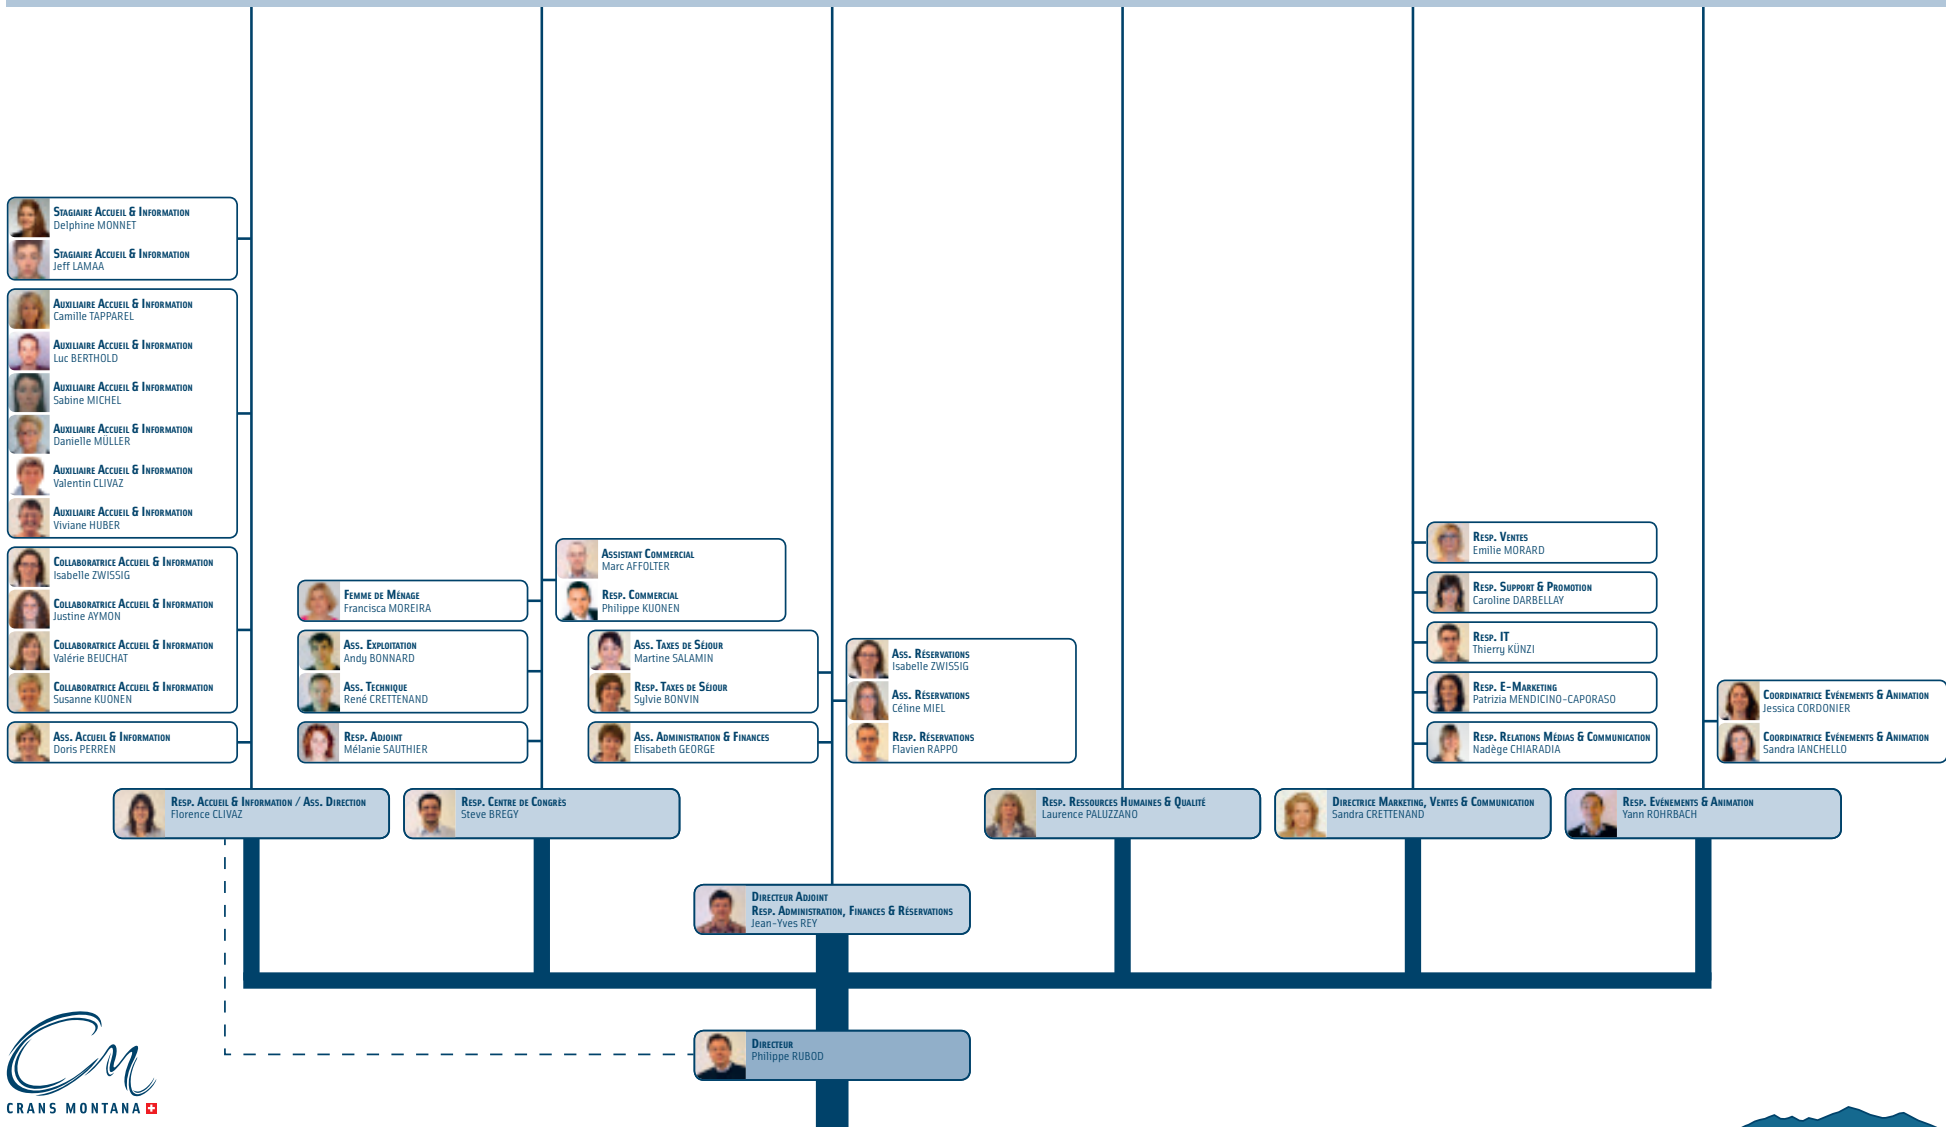 Stagiaire Accueil & Information
Delphine MONNET
Stagiaire Accueil & Information
Jeff LAMAA
Auxiliaire Accueil & Information
Camille TAPPAREL
Auxiliaire Accueil & Information
Luc BERTHOLD
Auxiliaire Accueil & Information
Sabine MICHEL
Auxiliaire Accueil & Information
Danielle MÜLLER
Auxiliaire Accueil & Information
Valentin CLIVAZ
Auxiliaire Accueil & Information
Viviane HUBER
Collaboratrice Accueil & Information
Isabelle ZWISSIG
Collaboratrice Accueil & Information
Justine AYMON
Collaboratrice Accueil & Information
Valérie BEUCHAT
Collaboratrice Accueil & Information
Susanne KUONEN
Ass. Accueil & Information
Doris PERREN
Femme de Ménage
Francisca MOREIRA
Ass. Exploitation
Andy BONNARD
Ass. Technique
René CRETTENAND
Resp. Adjoint
Mélanie SAUTHIER
Assistant Commercial
Marc AFFOLTER
Resp. Commercial
Philippe KUONEN
Ass. Taxes de Séjour
Martine SALAMIN
Resp. Taxes de Séjour
Sylvie BONVIN
Ass. Administration & Finances
Elisabeth GEORGE
Ass. Réservations
Isabelle ZWISSIG
Ass. Réservations
Céline MIEL
Resp. Réservations
Flavien RAPPO
Resp. Ventes
Emilie MORARD
Resp. Support & Promotion
Caroline DARBELLAY
Resp. IT
Thierry KÜNZI
Resp. E-Marketing
Patrizia MENDICINO-CAPORASO
Resp. Relations Médias & Communication
Nadège CHIARADIA
Coordinatrice Evénements & Animation
Jessica CORDONIER
Coordinatrice Evénements & Animation
Sandra IANCHELLO
Resp. Accueil & Information / Ass. Direction
Florence CLIVAZ
Resp. Centre de Congrès
Steve BREGY
Resp. Ressources Humaines & Qualité
Laurence PALUZZANO
Directrice Marketing, Ventes & Communication
Sandra CRETTENAND
Resp. Evénements & Animation
Yann ROHRBACH
Directeur Adjoint
Resp. Administration, Finances & Réservations
Jean-Yves REY
Directeur
Philippe RUBOD
CM
CRANS MONTANA